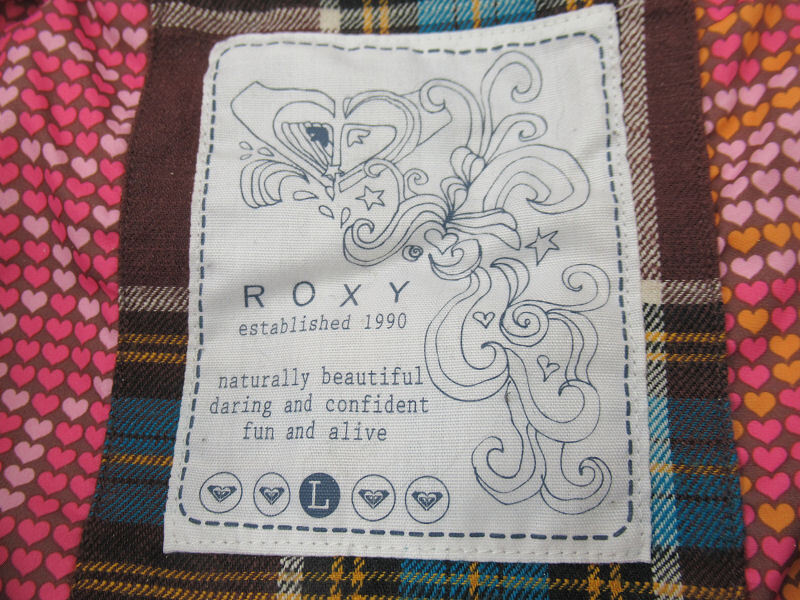 ROXY
established 1990
naturally beautiful
daring and confident
fun and alive
L